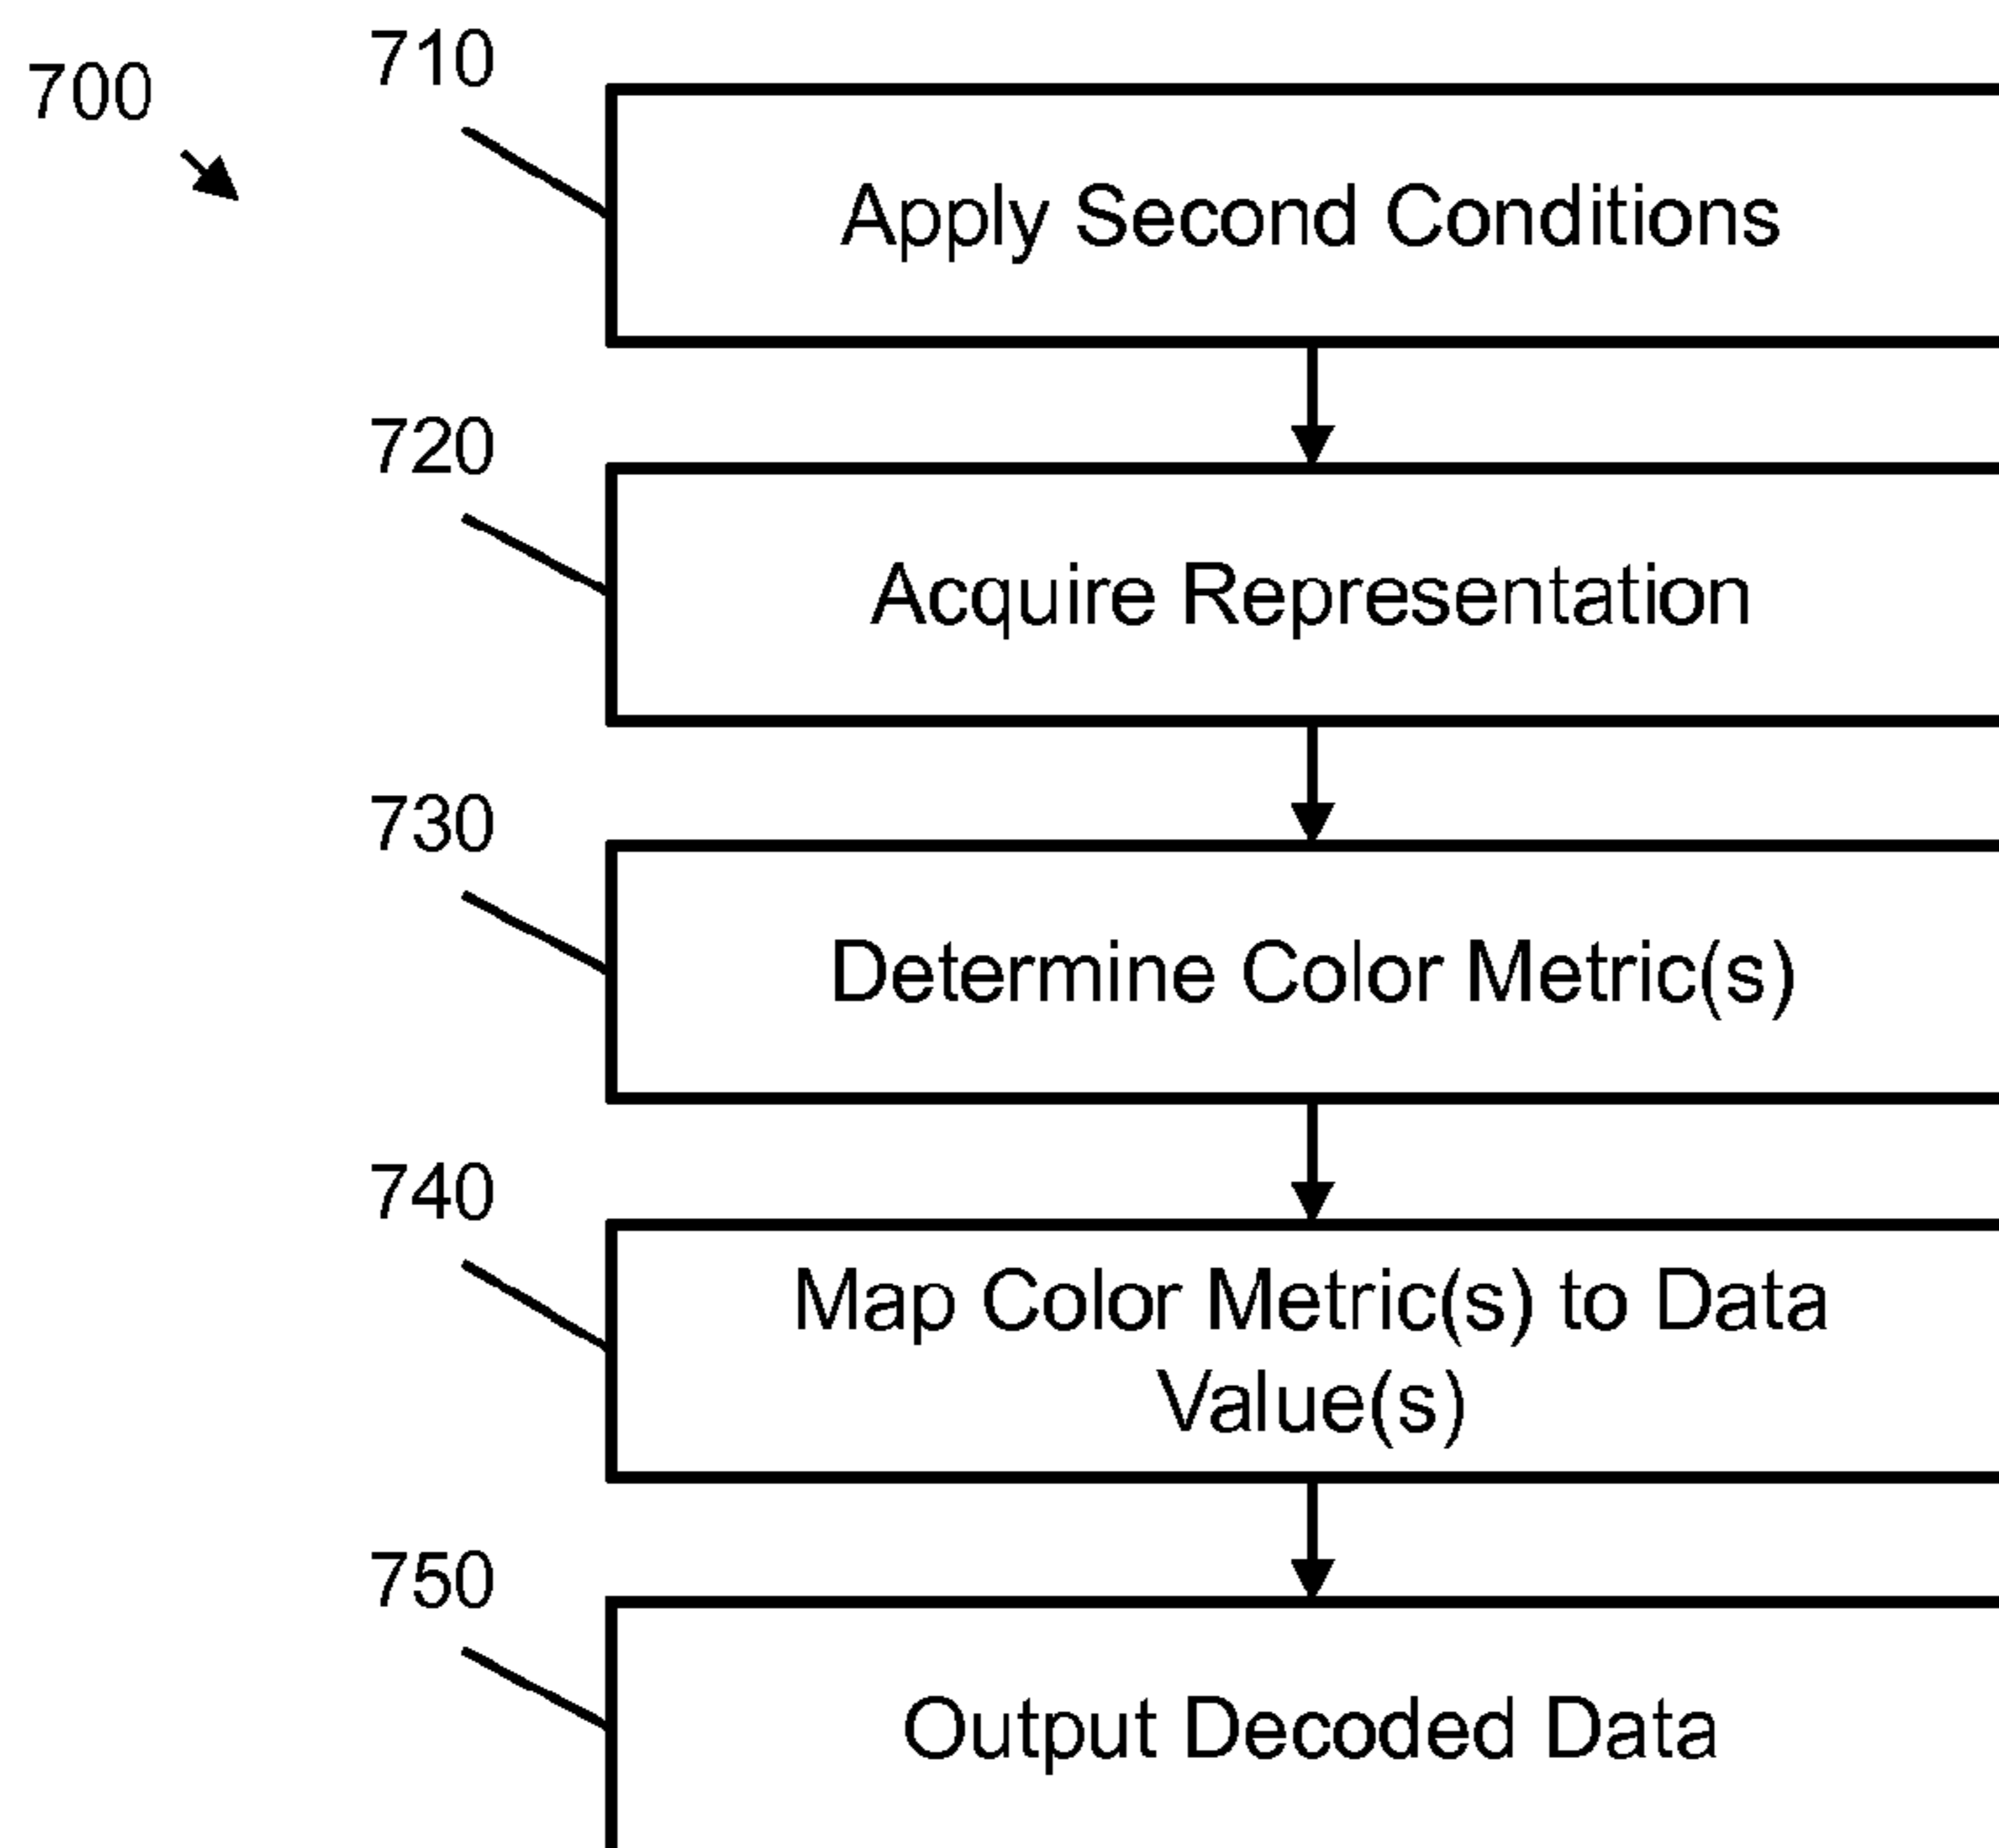 700
710
Apply Second Conditions
720
Acquire Representation
730
Determine Color Metric(s)
740
Map Color Metric(s) to Data
Value(s)
750
Output Decoded Data